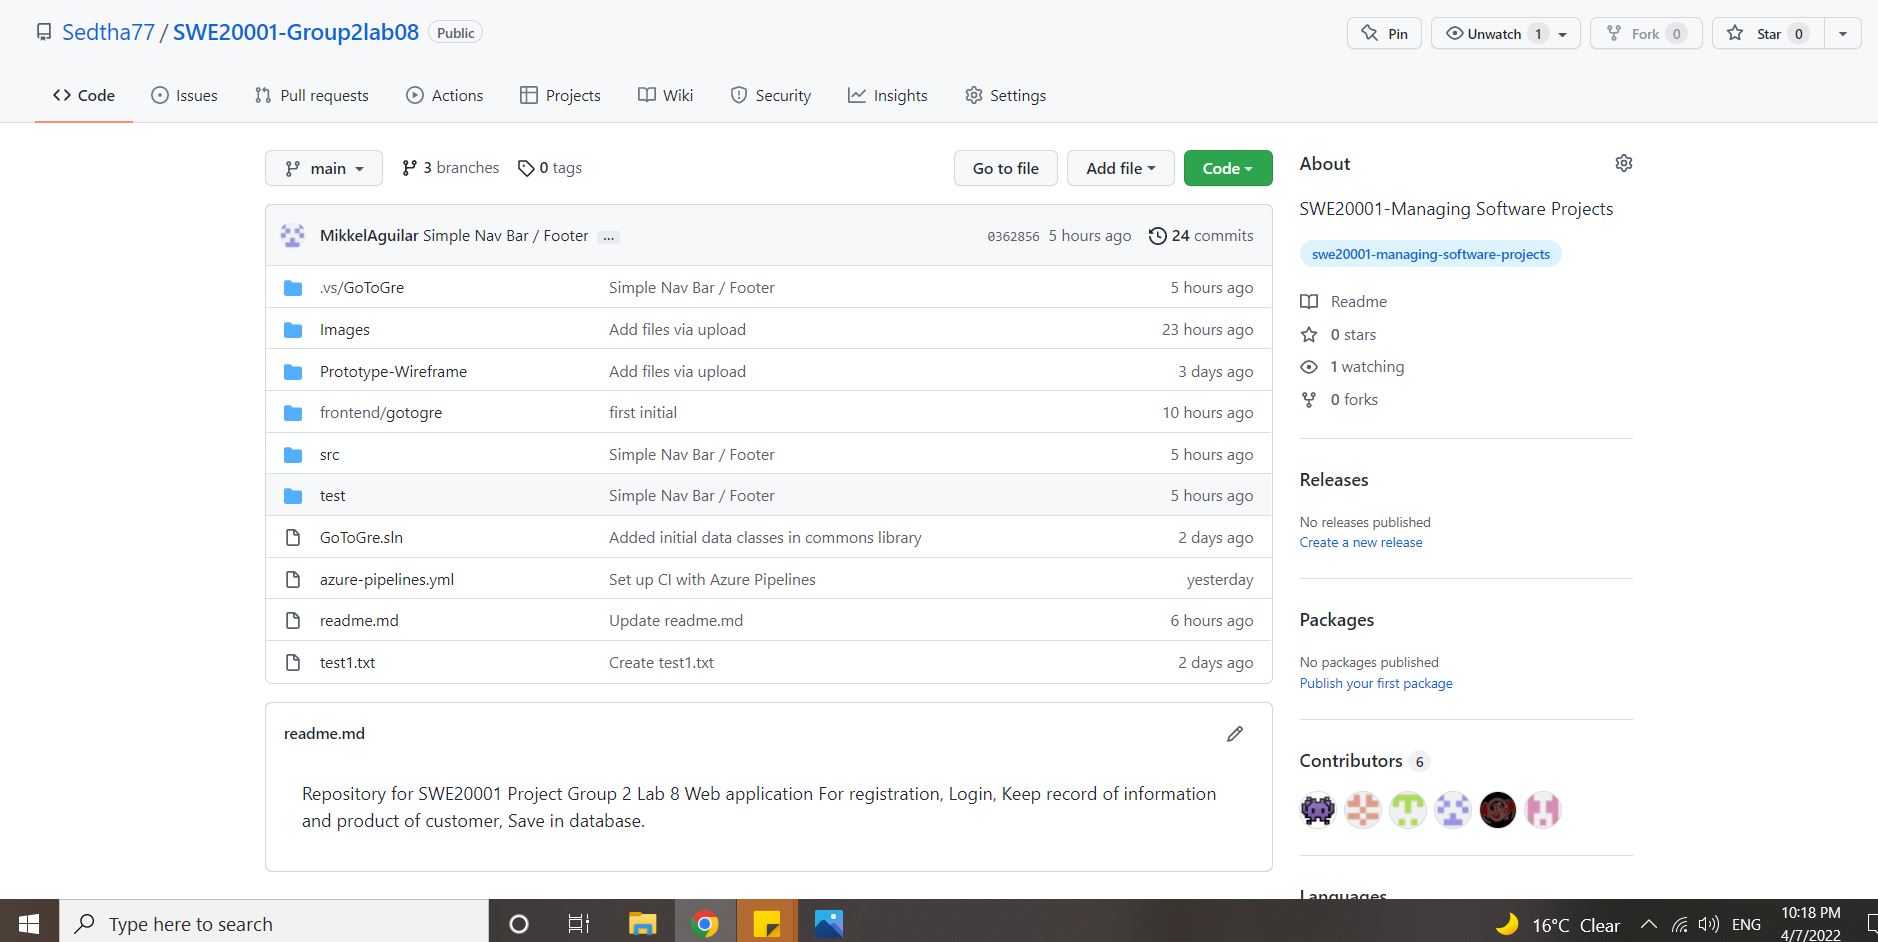 Sedtha77 / SWE20001-Group2lab08 Public Pin Unwatch 1 Fork 0 Star 0
Code Issues Pull requests Actions Projects Wiki Security Insights Settings
main 3 branches 0 tags Go to file Add file Code
MikkelAguilar Simple Nav Bar / Footer ... 0362856 5 hours ago 24 commits
.vs/GoToGre Simple Nav Bar / Footer 5 hours ago
Images Add files via upload 23 hours ago
Prototype-Wireframe Add files via upload 3 days ago
frontend/gotogre first initial 10 hours ago
src Simple Nav Bar / Footer 5 hours ago
test Simple Nav Bar / Footer 5 hours ago
GoToGre.sln Added initial data classes in commons library 2 days ago
azure-pipelines.yml Set up CI with Azure Pipelines yesterday
readme.md Update readme.md 6 hours ago
test1.txt Create test1.txt 2 days ago
readme.md
Repository for SWE20001 Project Group 2 Lab 8 Web application For registration, Login, Keep record of information
and product of customer, Save in database.
About
SWE20001-Managing Software Projects
swe20001-managing-software-projects
Readme
0 stars
1 watching
0 forks
Releases
No releases published
Create a new release
Packages
No packages published
Publish your first package
Contributors 6
Languages
Type here to search 16°C Clear ENG 10:18 PM
4/7/2022